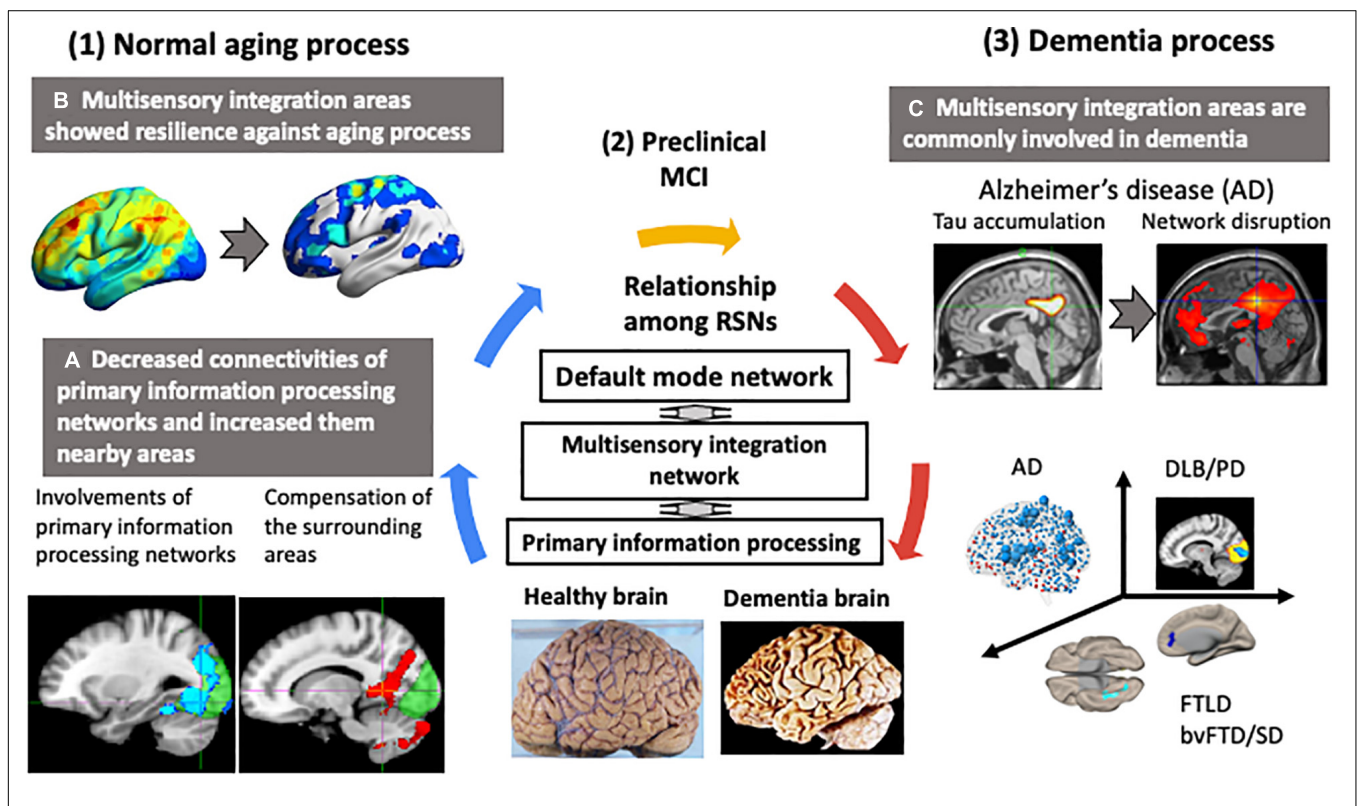 (1) Normal aging process
B Multisensory integration areas
showed resilience against aging process
A Decreased connectivities of
primary information processing
networks and increased them
nearby areas
Involvements of
primary information
processing networks
Compensation of
the surrounding
areas
(2) Preclinical
MCI
Relationship
among RSNs
Default mode network
Multisensory integration
network
Primary information processing
Healthy brain
Dementia brain
(3) Dementia process
C Multisensory integration areas are
commonly involved in dementia
Alzheimer's disease (AD)
Tau accumulation
Network disruption
AD
DLB/PD
FTLD
bvFTD/SD